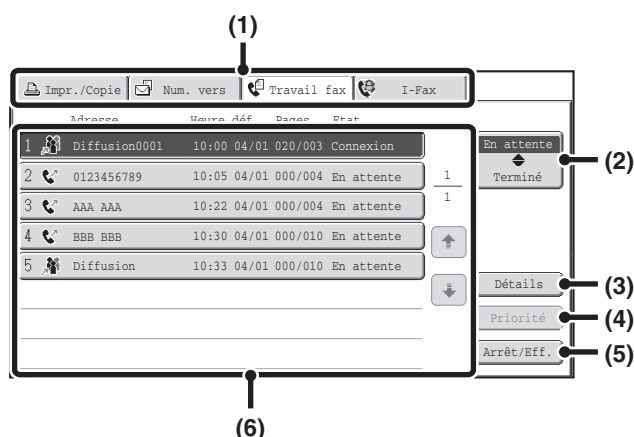 (1)
Impr./Copie Num. vers Travail fax I-Fax
Adresse Heure déf. Pages Etat
1 Diffusion0001 10:00 04/01 020/003 Connexion
2 0123456789 10:05 04/01 000/004 En attente
3 AAA AAA 10:22 04/01 000/004 En attente
4 BBB BBB 10:30 04/01 000/010 En attente
5 Diffusion 10:33 04/01 000/010 En attente
1
1
En attente
Terminé
(2)
Détails (3)
Priorité (4)
Arrêt/Eff. (5)
(6)